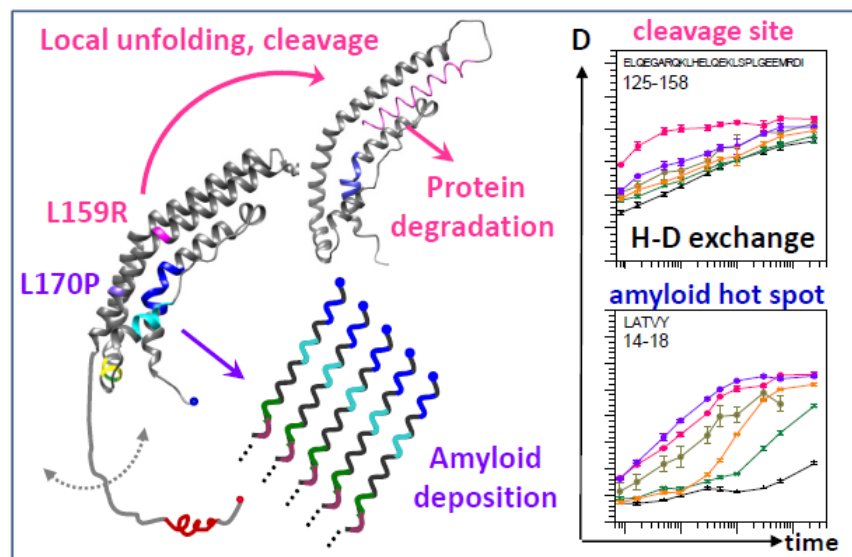 Local unfolding, cleavage
L159R
L170P
Protein
degradation
Amyloid
deposition
D
cleavage site
ELQEGARQKLHELQEKLSPLGEEMRDI
125-158
H-D exchange
amyloid hot spot
LATVY
14-18
time